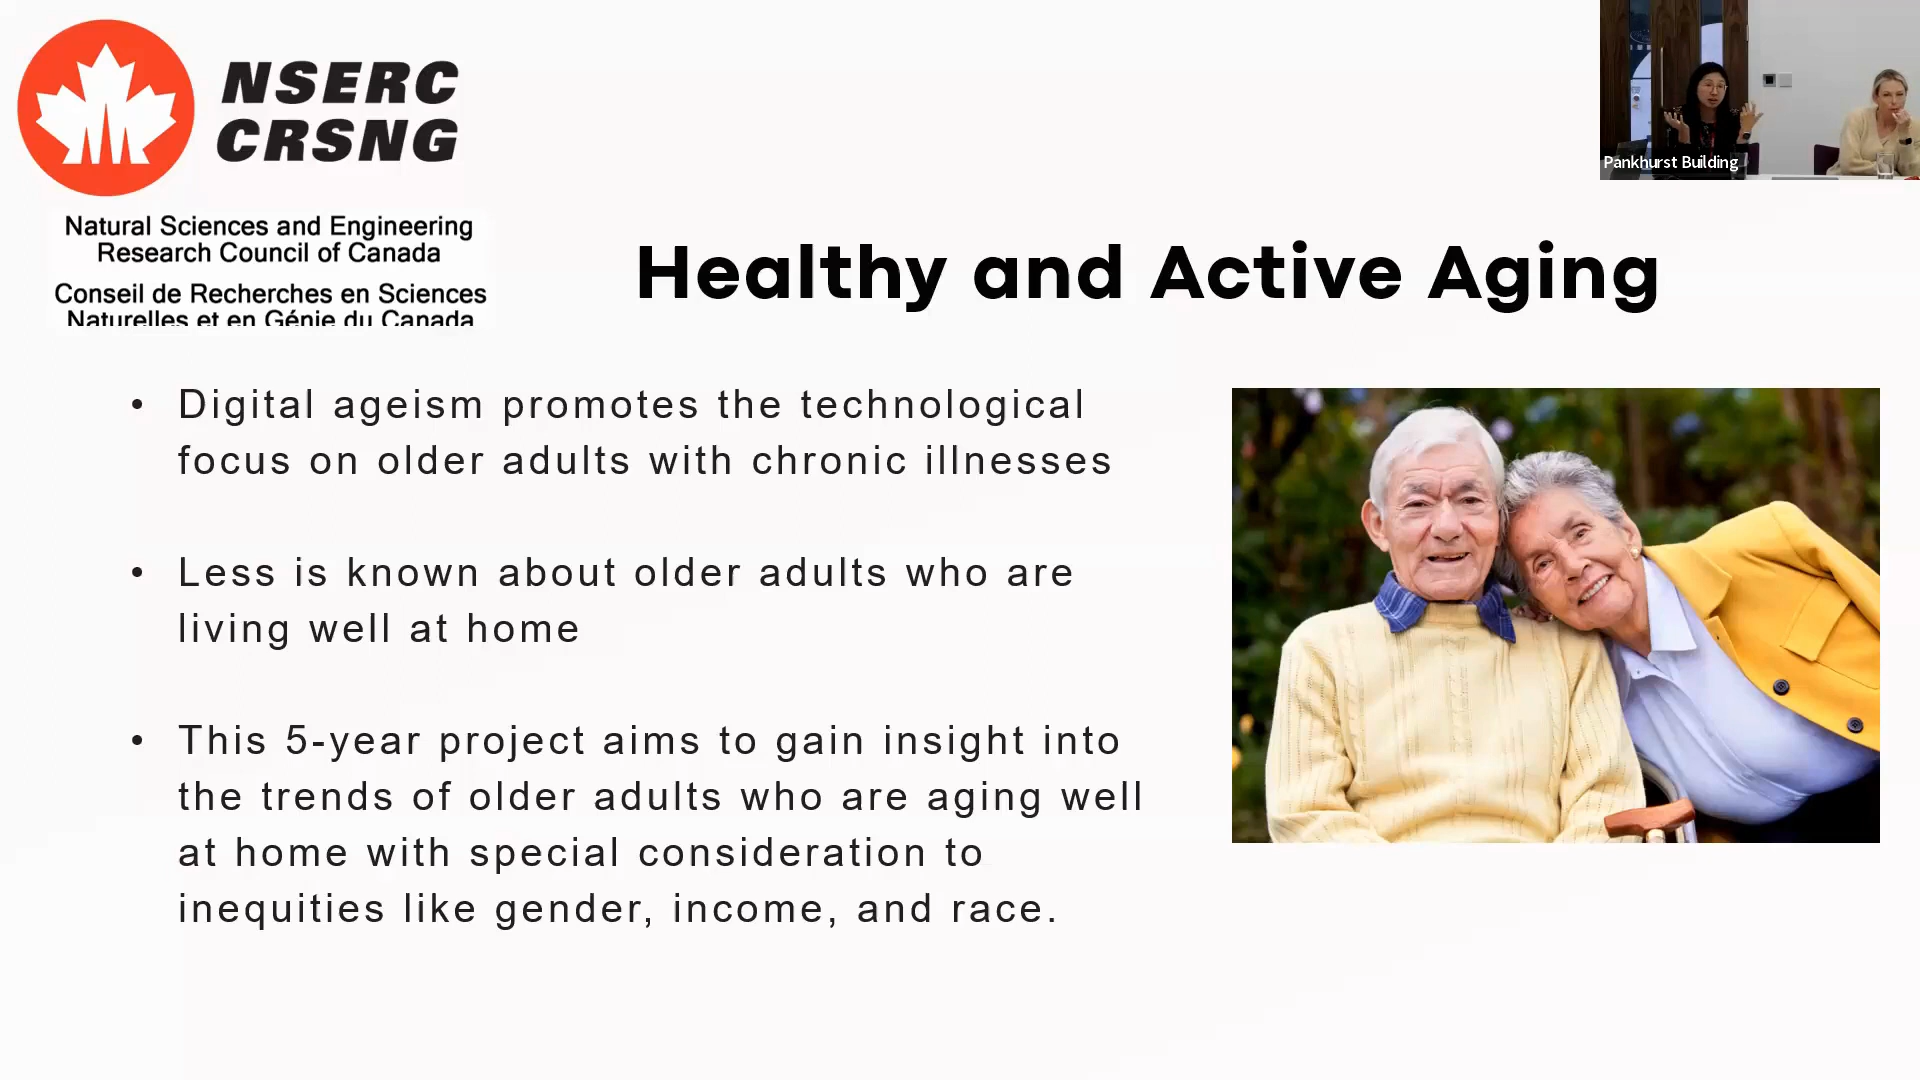 NSERC
CRSNG
Natural Sciences and Engineering
Research Council of Canada
Conseil de Recherches en Sciences
Naturelles et en Génie du Canada
Pankhurst Building
Healthy and Active Aging
• Digital ageism promotes the technological
focus on older adults with chronic illnesses
• Less is known about older adults who are
living well at home
• This 5-year project aims to gain insight into
the trends of older adults who are aging well
at home with special consideration to
inequities like gender, income, and race.